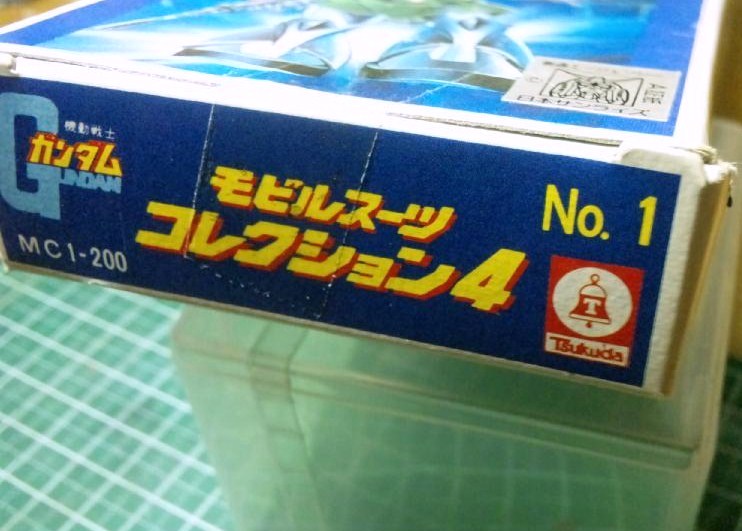 日本サンライズ
機動戦士
ガンダム
GUNDAM
MC1-200
モビルスーツ
コレクション4
No. 1
T
Tsukuda